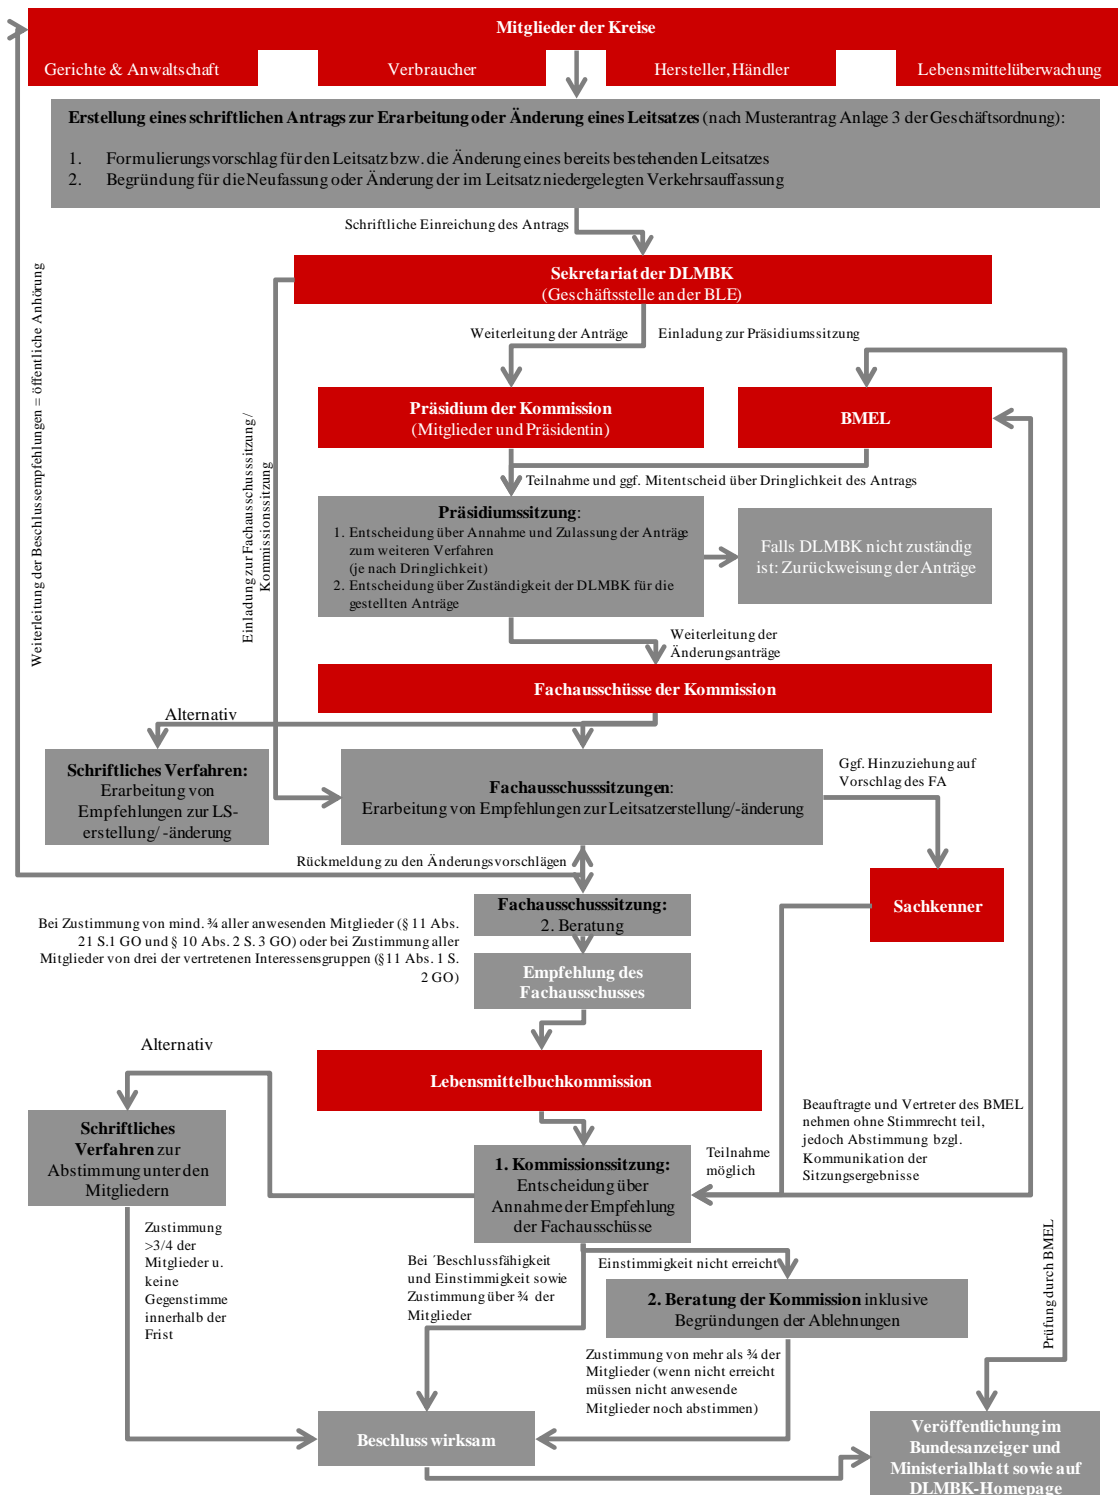 Mitglieder der Kreise
Gerichte & Anwaltschaft
Verbraucher
Hersteller, Händler
Lebensmittelüberwachung
Erstellung eines schriftlichen Antrags zur Erarbeitung oder Änderung eines Leitsatzes (nach Musterantrag Anlage 3 der Geschäftsordnung):
1. Formulierungsvorschlag für den Leitsatz bzw. die Änderung eines bereits bestehenden Leitsatzes
2. Begründung für die Neufassung oder Änderung der im Leitsatz niedergelegten Verkehrsauffassung
Schriftliche Einreichung des Antrags
Sekretariat der DLMBK
(Geschäftsstelle an der BLE)
Weiterleitung der Anträge
Einladung zur Präsidiumssitzung
Weiterleitung der Beschlussempfehlungen = öffentliche Anhörung
Einladung zur Fachausschusssitzung /
Kommissionssitzung
Präsidium der Kommission
(Mitglieder und Präsidentin)
BMEL
Teilnahme und ggf. Mitentscheid über Dringlichkeit des Antrags
Präsidiumssitzung:
1. Entscheidung über Annahme und Zulassung der Anträge
zum weiteren Verfahren
(je nach Dringlichkeit)
2. Entscheidung über Zuständigkeit der DLMBK für die
gestellten Anträge
Falls DLMBK nicht zuständig
ist: Zurückweisung der Anträge
Weiterleitung der
Änderungsanträge
Fachausschüsse der Kommission
Alternativ
Schriftliches Verfahren:
Erarbeitung von
Empfehlungen zur LS-
erstellung/ -änderung
Fachausschusssitzungen:
Erarbeitung von Empfehlungen zur Leitsatzerstellung/-änderung
Ggf. Hinzuziehung auf
Vorschlag des FA
Rückmeldung zu den Änderungsvorschlägen
Sachkenner
Fachausschusssitzung:
2. Beratung
Bei Zustimmung von mind. ¾ aller anwesenden Mitglieder (§ 11 Abs.
21 S.1 GO und § 10 Abs. 2 S. 3 GO) oder bei Zustimmung aller
Mitglieder von drei der vertretenen Interessensgruppen (§11 Abs. 1 S.
2 GO)
Empfehlung des
Fachausschusses
Alternativ
Lebensmittelbuchkommission
Schriftliches
Verfahren zur
Abstimmung unter den
Mitgliedern
1. Kommissionssitzung:
Entscheidung über
Annahme der Empfehlung
der Fachausschüsse
Teilnahme
möglich
Beauftragte und Vertreter des BMEL
nehmen ohne Stimmrecht teil,
jedoch Abstimmung bzgl.
Kommunikation der
Sitzungsergebnisse
Zustimmung
>3/4 der
Mitglieder u.
keine
Gegenstimme
innerhalb der
Frist
Bei ´Beschlussfähigkeit
und Einstimmigkeit sowie
Zustimmung über ¾ der
Mitglieder
Einstimmigkeit nicht erreicht
2. Beratung der Kommission inklusive
Begründungen der Ablehnungen
Prüfung durch BMEL
Zustimmung von mehr als ¾ der
Mitglieder (wenn nicht erreicht
müssen nicht anwesende
Mitglieder noch abstimmen)
Beschluss wirksam
Veröffentlichung im
Bundesanzeiger und
Ministerialblatt sowie auf
DLMBK-Homepage